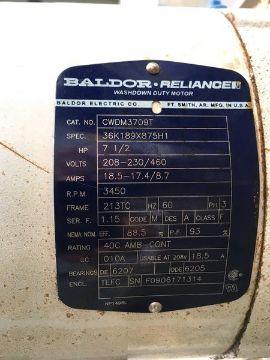 BALDOR · RELIANCE
WASHDOWN DUTY MOTOR
BALDOR ELECTRIC CO. FT. SMITH, AR. MFG. IN U.S.A.
CAT. NO. CWDM3709T
SPEC. 36K189X875H1
HP 7 1/2
VOLTS 208-230/460
AMPS 18.5-17.4/8.7
R.P.M. 3450
FRAME 213TC HZ 60 PH 3
SER. F. 1.15 CODE M DES A CLASS F
NEMA NOM. EFF. 88.5 % P.F. 93 %
RATING 40C AMB-CONT
CC 010A USABLE AT 208V 18.5 A
BEARINGS DE 6207 ODE 6205
ENCL. TEFC SN F0906171314